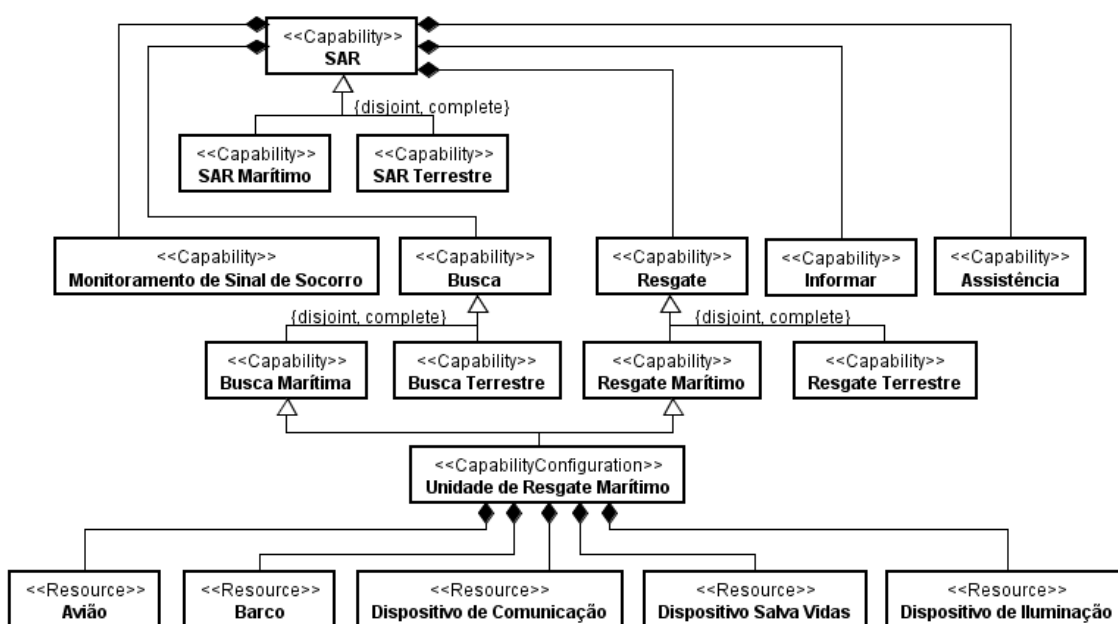 <<Capability>>
SAR
{disjoint, complete}
<<Capability>>
SAR Marítimo
<<Capability>>
SAR Terrestre
<<Capability>>
Monitoramento de Sinal de Socorro
<<Capability>>
Busca
<<Capability>>
Resgate
<<Capability>>
Informar
<<Capability>>
Assistência
{disjoint, complete}
{disjoint, complete}
<<Capability>>
Busca Marítima
<<Capability>>
Busca Terrestre
<<Capability>>
Resgate Marítimo
<<Capability>>
Resgate Terrestre
<<CapabilityConfiguration>>
Unidade de Resgate Marítimo
<<Resource>>
Avião
<<Resource>>
Barco
<<Resource>>
Dispositivo de Comunicação
<<Resource>>
Dispositivo Salva Vidas
<<Resource>>
Dispositivo de Iluminação